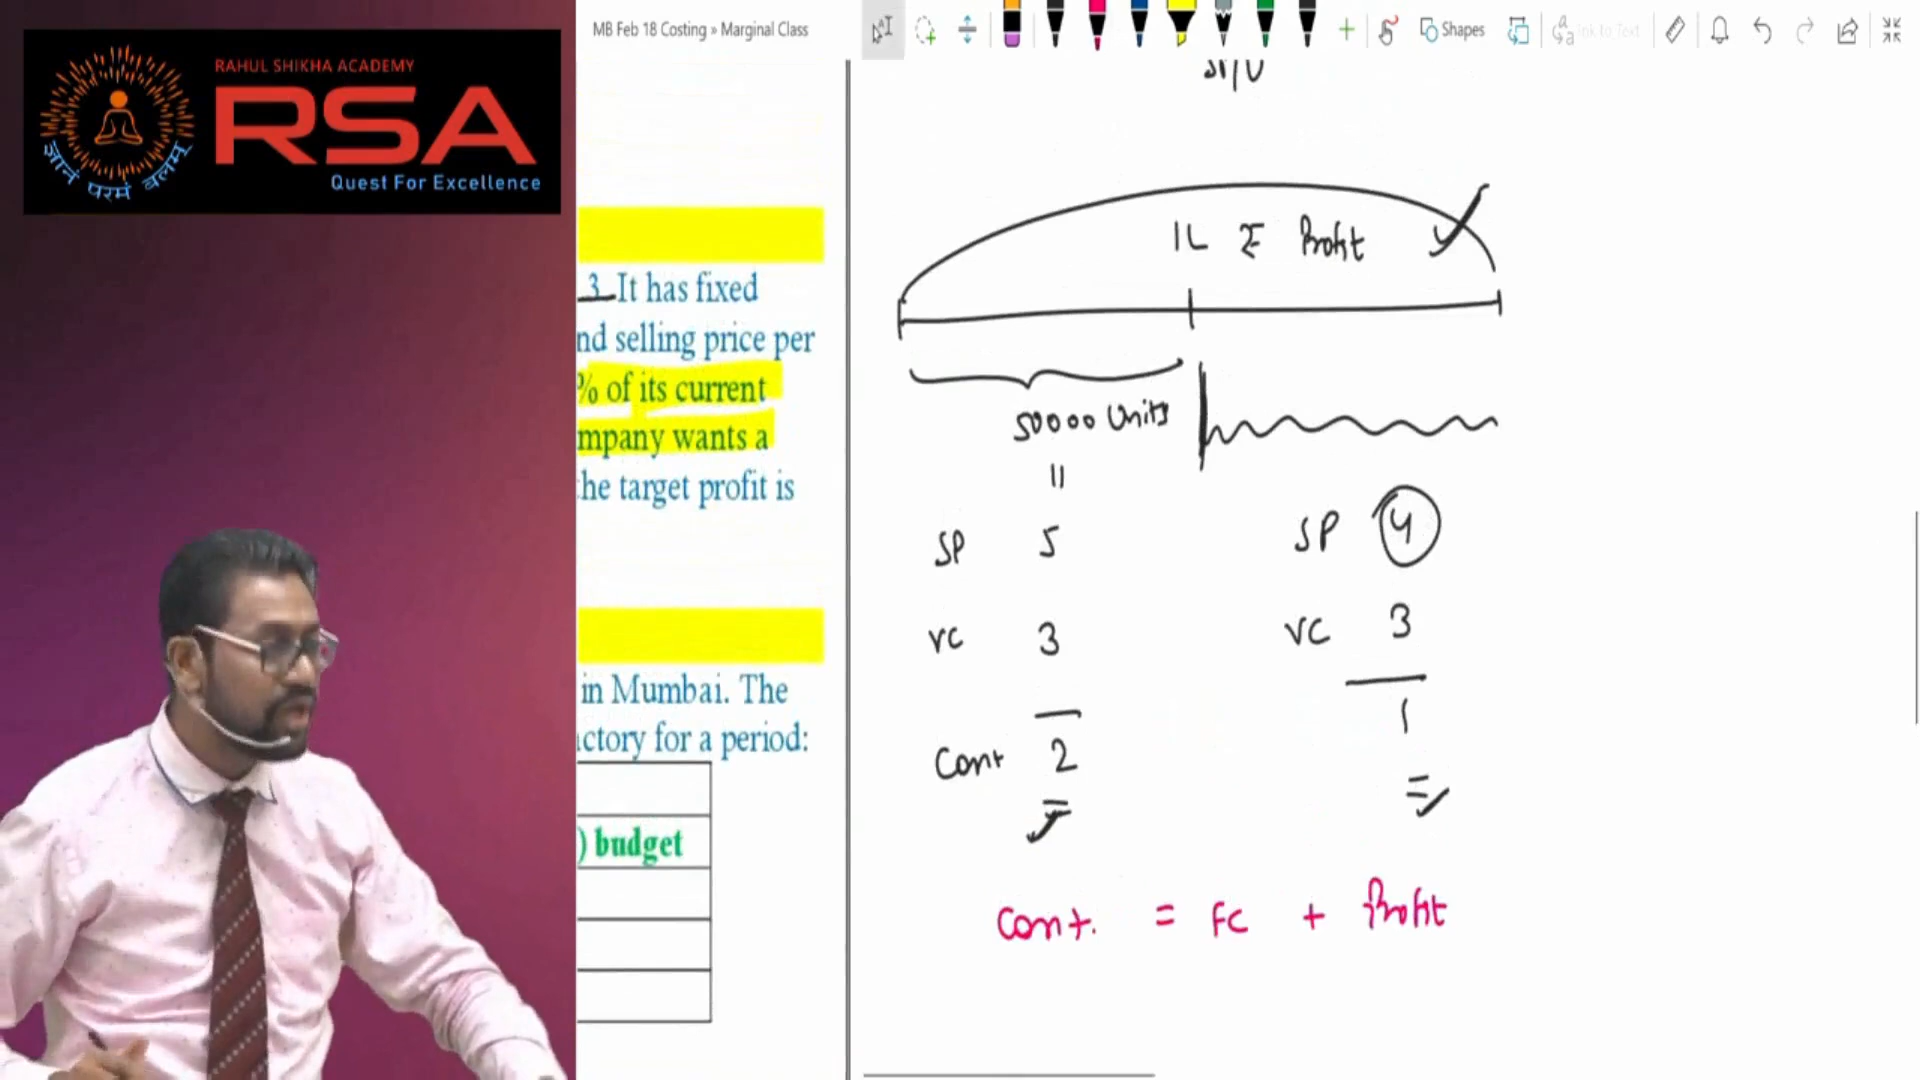 RAHUL SHIKHA ACADEMY
RSA
Quest For Excellence
ज्ञानं परमं बलम्
MB Feb 18 Costing » Marginal Class
Shapes
Ink to Text
3. It has fixed
nd selling price per
% of its current
mpany wants a
he target profit is
in Mumbai. The
ctory for a period:
) budget
1L ₹ Profit
50000 Units
SP 5
VC 3
Cont 2
SP 4
VC 3
1
Cont. = FC + Profit